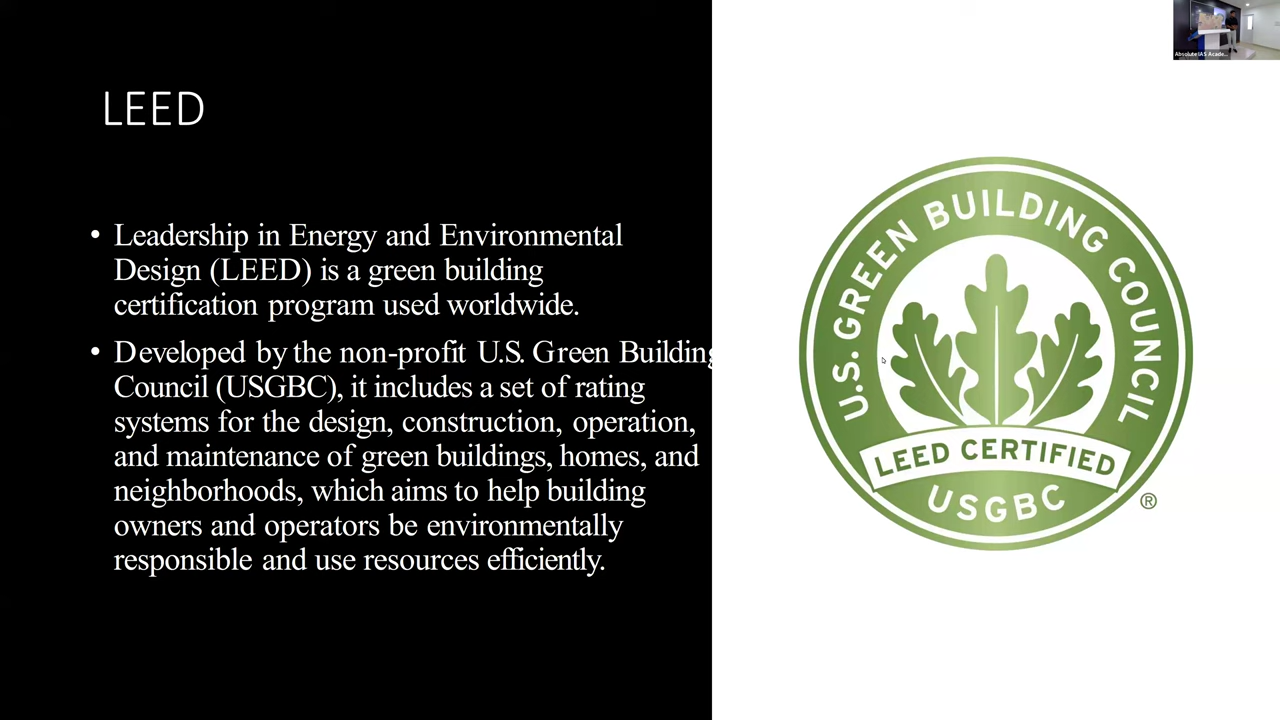 LEED
• Leadership in Energy and Environmental
Design (LEED) is a green building
certification program used worldwide.
• Developed by the non-profit U.S. Green Building
Council (USGBC), it includes a set of rating
systems for the design, construction, operation,
and maintenance of green buildings, homes, and
neighborhoods, which aims to help building
owners and operators be environmentally
responsible and use resources efficiently.
U.S. GREEN BUILDING COUNCIL
LEED CERTIFIED
USGBC
®
Absolute IAS Acade...